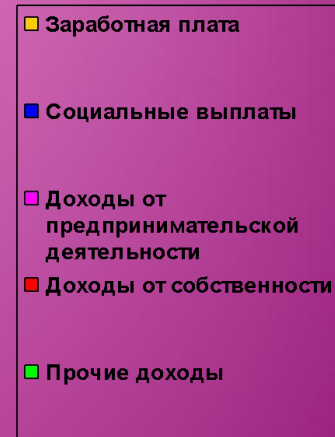 Заработная плата
Социальные выплаты
Доходы от
предпринимательской
деятельности
Доходы от собственности
Прочие доходы